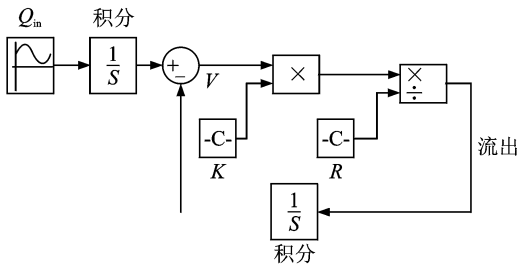 Q_in
积分
1
S
+
−
V
×
-C-
K
-C-
R
×
÷
流出
1
S
积分